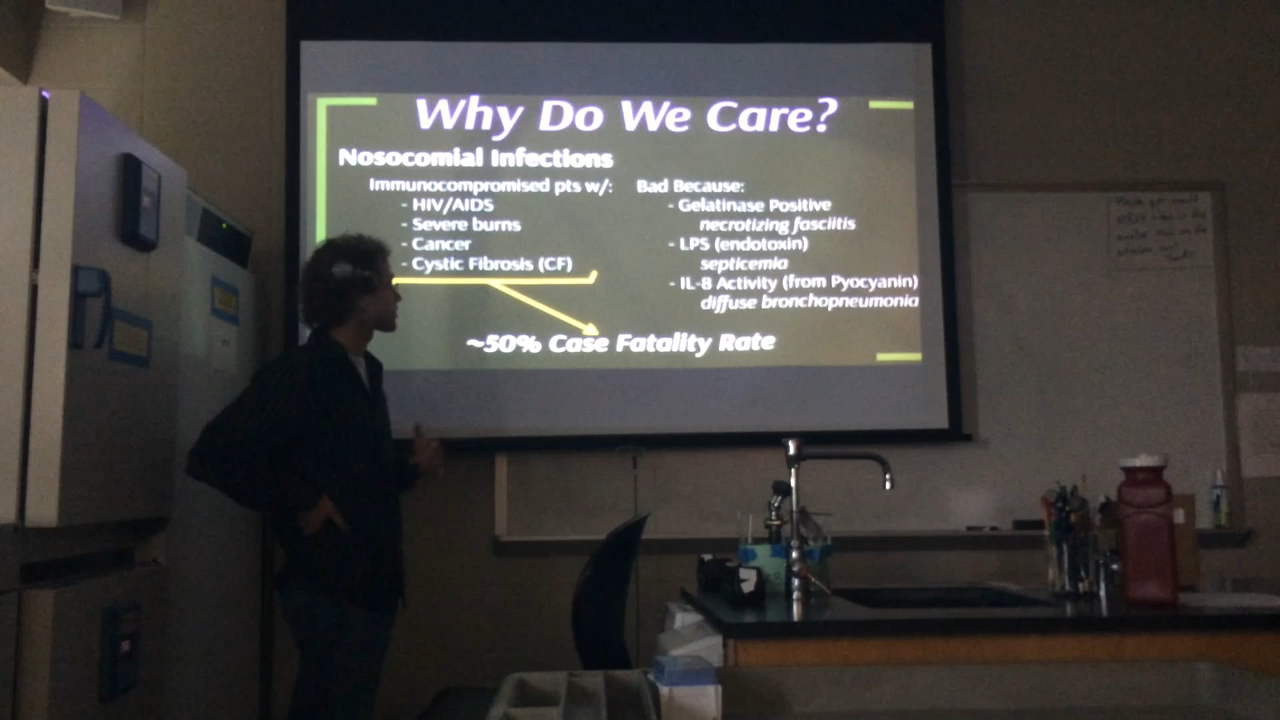 Why Do We Care?
Nosocomial Infections
Immunocompromised pts w/:
- HIV/AIDS
- Severe burns
- Cancer
- Cystic Fibrosis (CF)
Bad Because:
- Gelatinase Positive
necrotizing fasciitis
- LPS (endotoxin)
septicemia
- IL-8 Activity (from Pyocyanin)
diffuse bronchopneumonia
~50% Case Fatality Rate